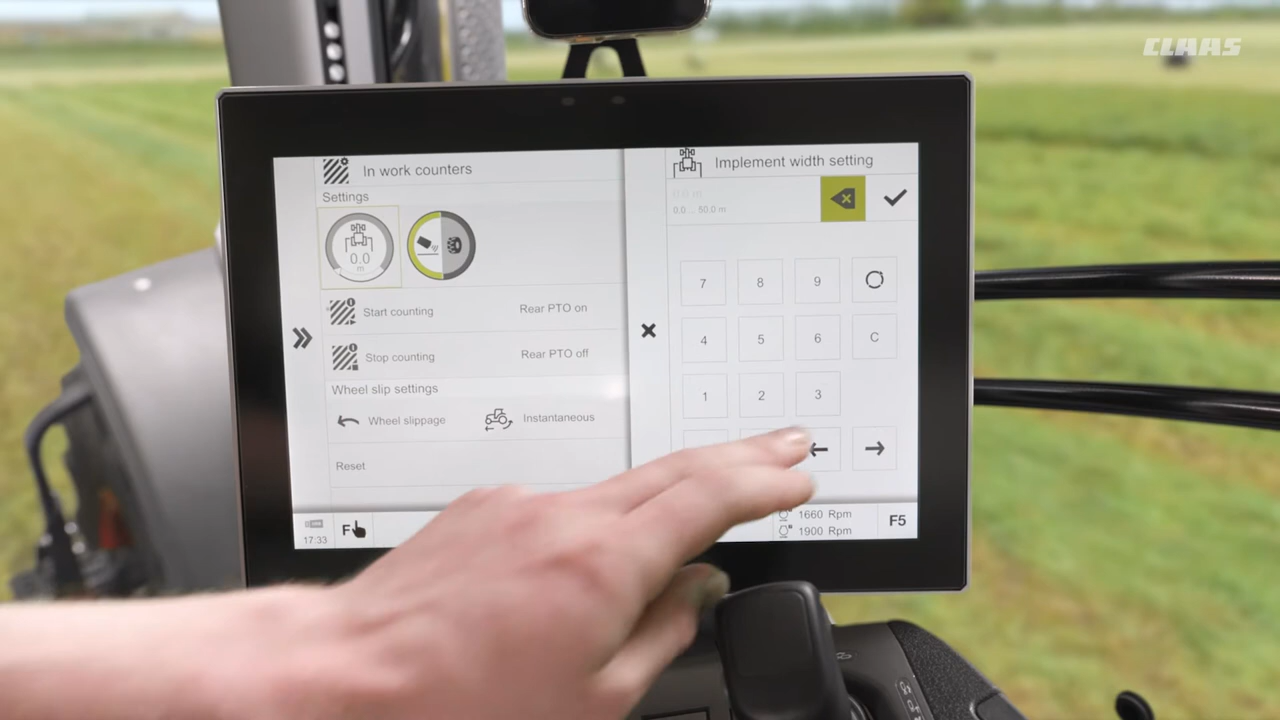 CLAAS
In work counters
Settings
0.0
m
Start counting Rear PTO on
Stop counting Rear PTO off
Wheel slip settings
Wheel slippage Instantaneous
Reset
17:33
F
Implement width setting
0.0 m
0.0 ... 50.0 m
7 8 9
4 5 6 C
1 2 3
1660 Rpm
1900 Rpm
F5